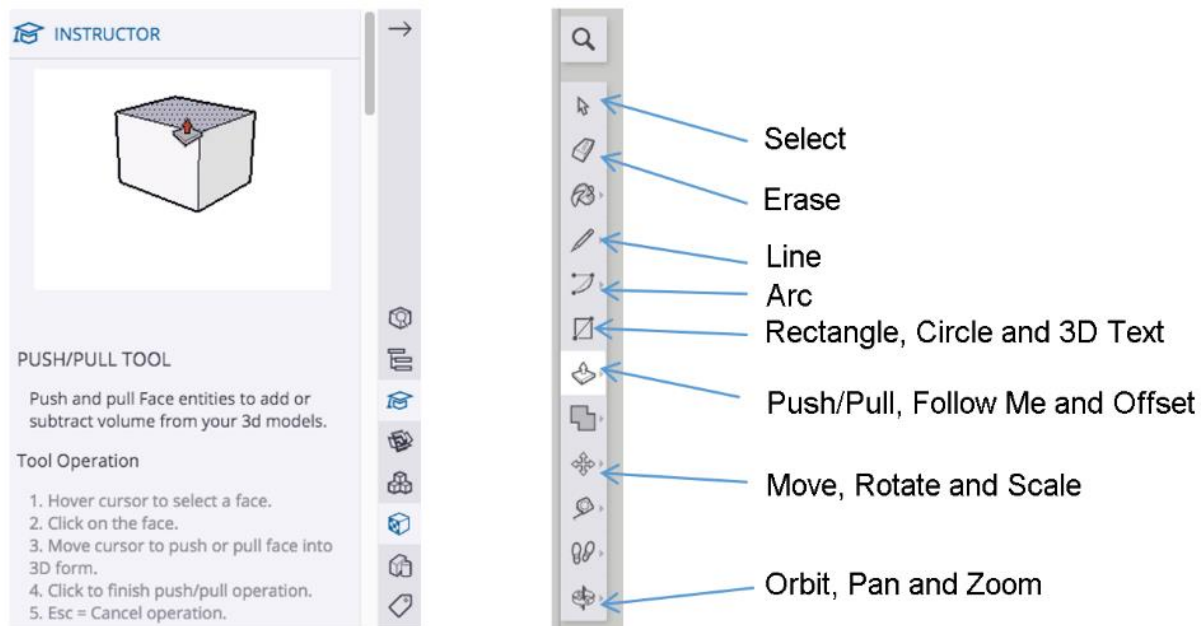 INSTRUCTOR
PUSH/PULL TOOL
Push and pull Face entities to add or
subtract volume from your 3d models.
Tool Operation
1. Hover cursor to select a face.
2. Click on the face.
3. Move cursor to push or pull face into
3D form.
4. Click to finish push/pull operation.
5. Esc = Cancel operation.
Select
Erase
Line
Arc
Rectangle, Circle and 3D Text
Push/Pull, Follow Me and Offset
Move, Rotate and Scale
Orbit, Pan and Zoom